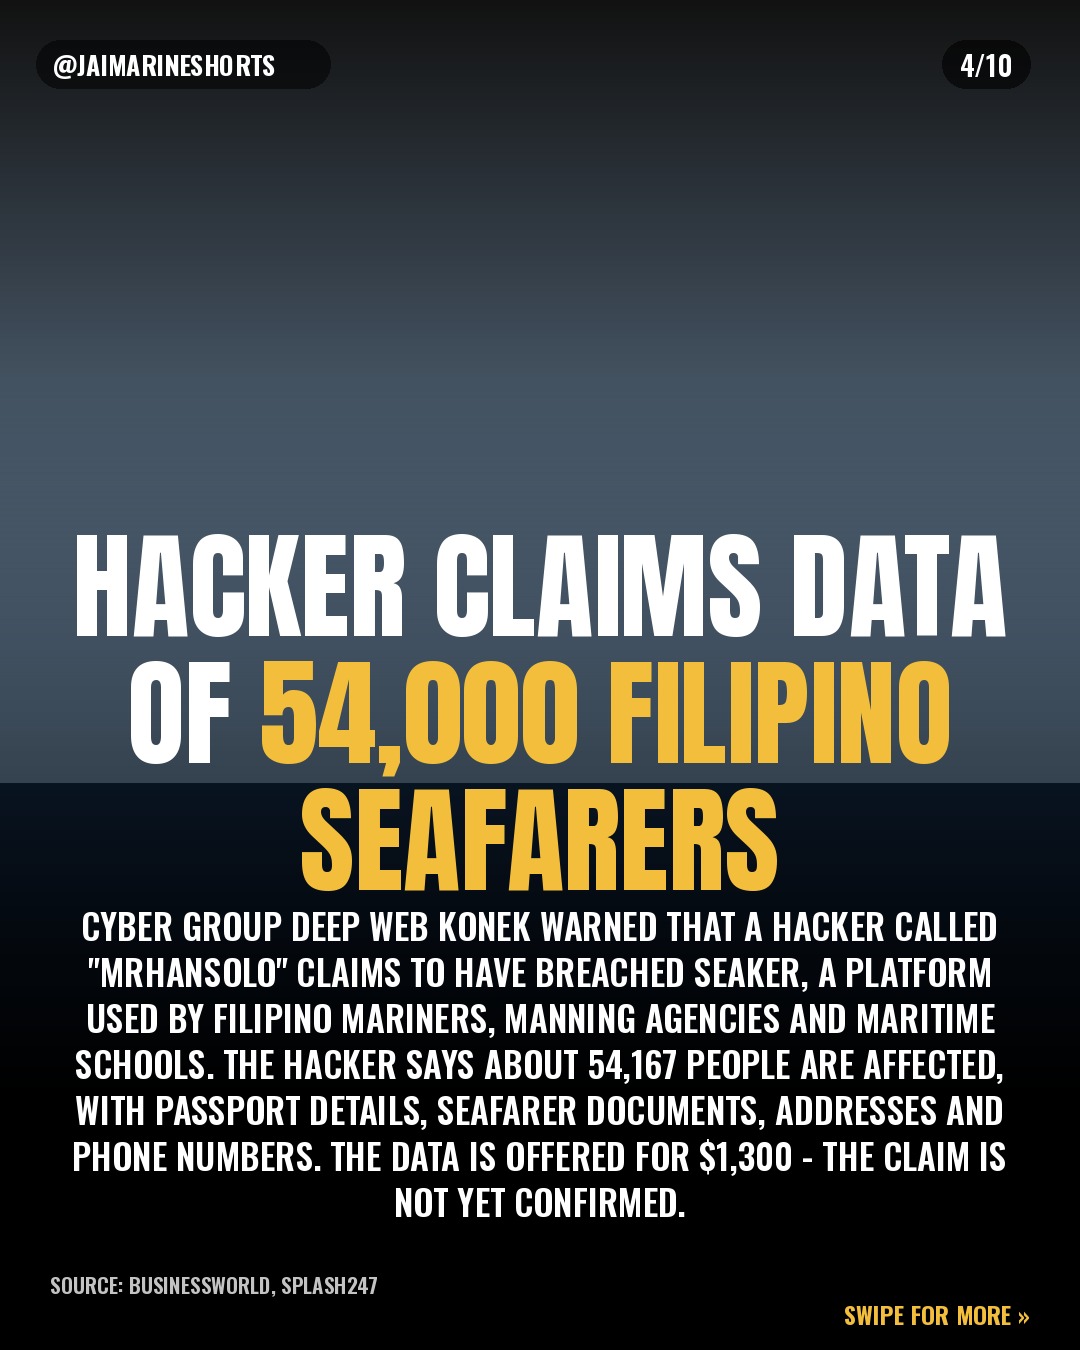 @JAIMARINESHORTS
4/10
HACKER CLAIMS DATA
OF 54,000 FILIPINO
SEAFARERS
CYBER GROUP DEEP WEB KONEK WARNED THAT A HACKER CALLED
"MRHANSOLO" CLAIMS TO HAVE BREACHED SEAKER, A PLATFORM
USED BY FILIPINO MARINERS, MANNING AGENCIES AND MARITIME
SCHOOLS. THE HACKER SAYS ABOUT 54,167 PEOPLE ARE AFFECTED,
WITH PASSPORT DETAILS, SEAFARER DOCUMENTS, ADDRESSES AND
PHONE NUMBERS. THE DATA IS OFFERED FOR $1,300 - THE CLAIM IS
NOT YET CONFIRMED.
SOURCE: BUSINESSWORLD, SPLASH247
SWIPE FOR MORE »